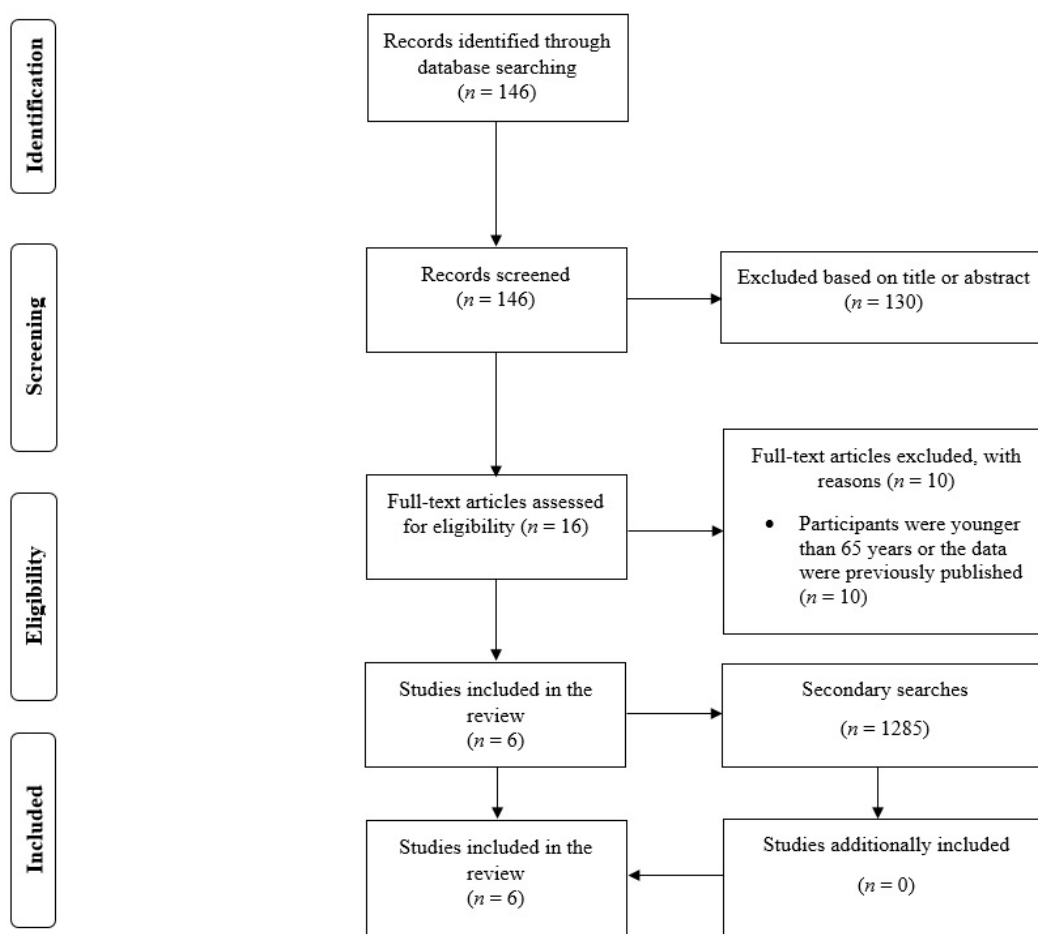 Identification
Records identified through
database searching
(n = 146)
Screening
Records screened
(n = 146)
Excluded based on title or abstract
(n = 130)
Eligibility
Full-text articles assessed
for eligibility (n = 16)
Full-text articles excluded, with
reasons (n = 10)
• Participants were younger
than 65 years or the data
were previously published
(n = 10)
Studies included in the
review
(n = 6)
Secondary searches
(n = 1285)
Included
Studies included in the
review
(n = 6)
Studies additionally included
(n = 0)